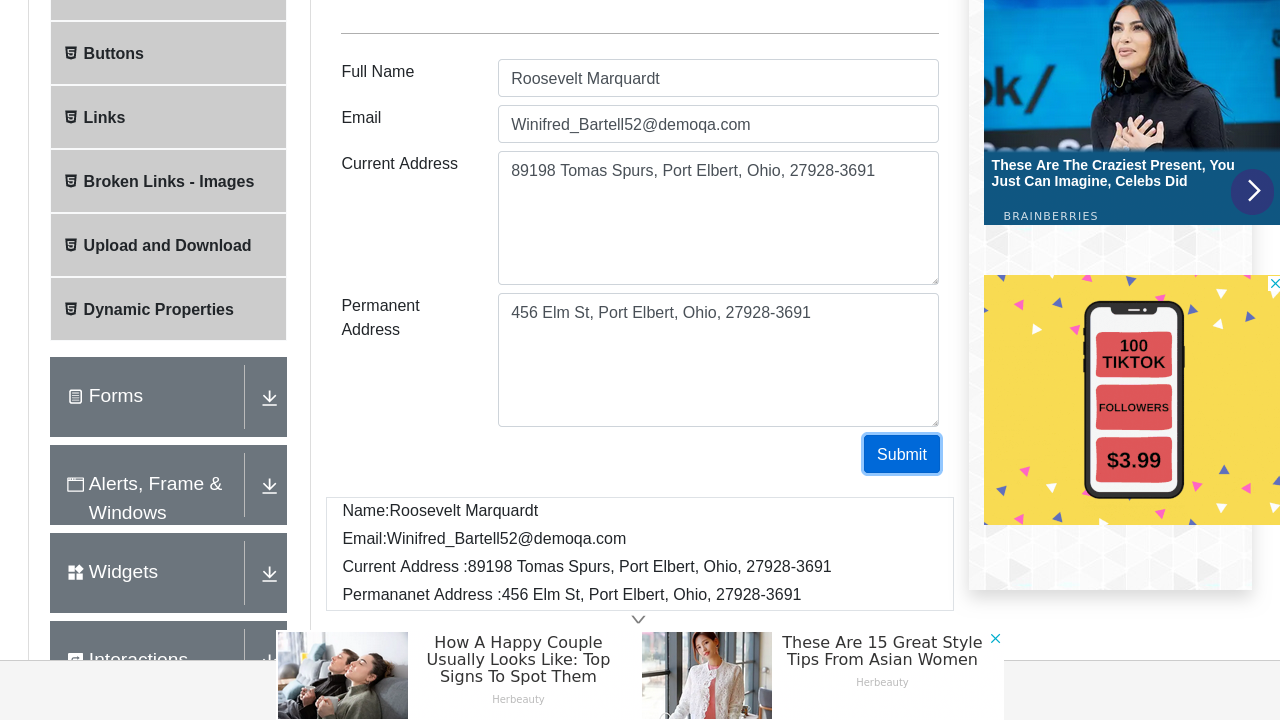 Buttons
Links
Broken Links - Images
Upload and Download
Dynamic Properties
Forms
Alerts, Frame &
Windows
Widgets
Interactions
Full Name
Roosevelt Marquardt
Email
Winifred_Bartell52@demoqa.com
Current Address
89198 Tomas Spurs, Port Elbert, Ohio, 27928-3691
Permanent
Address
456 Elm St, Port Elbert, Ohio, 27928-3691
Submit
Name:Roosevelt Marquardt
Email:Winifred_Bartell52@demoqa.com
Current Address :89198 Tomas Spurs, Port Elbert, Ohio, 27928-3691
Permananet Address :456 Elm St, Port Elbert, Ohio, 27928-3691
These Are The Craziest Present, You
Just Can Imagine, Celebs Did
BRAINBERRIES
100
TIKTOK
FOLLOWERS
$3.99
How A Happy Couple
Usually Looks Like: Top
Signs To Spot Them
Herbeauty
These Are 15 Great Style
Tips From Asian Women
Herbeauty